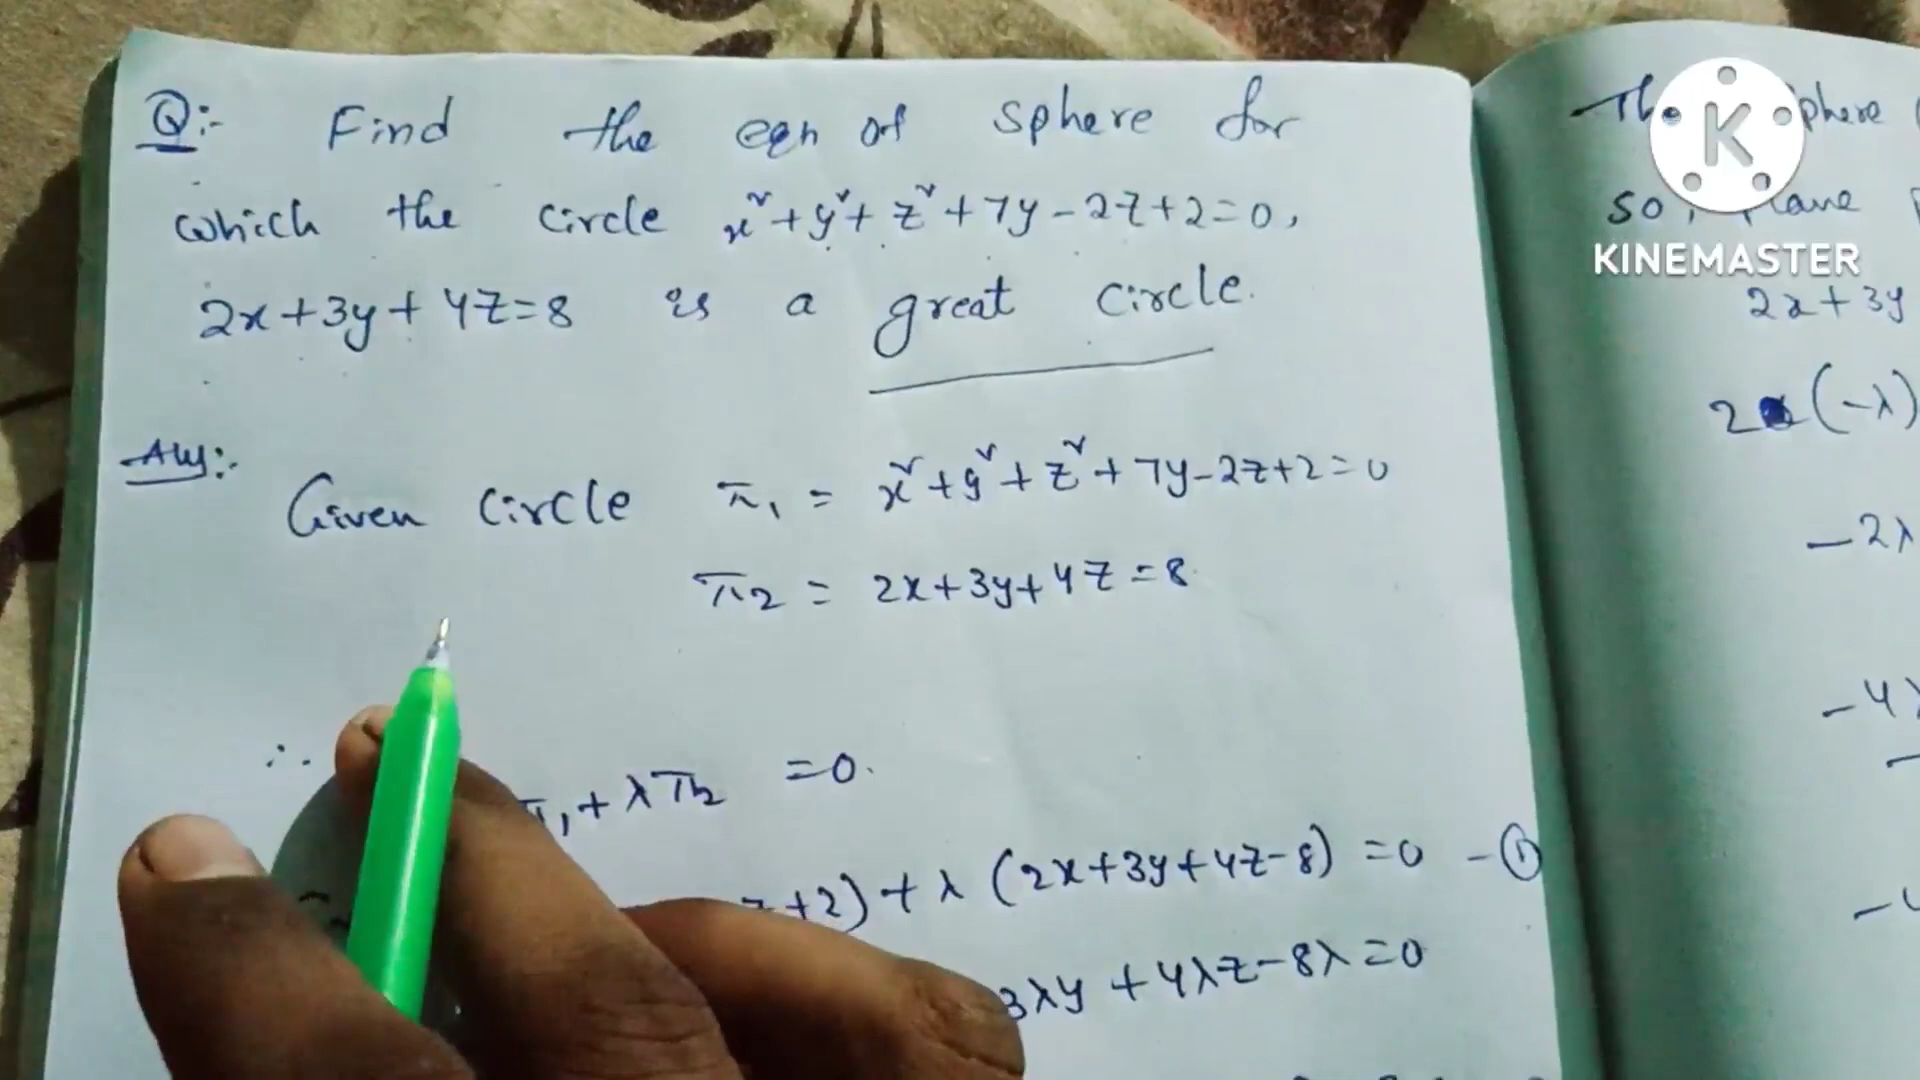 Q:- Find the eqn of sphere for
which the circle x²+y²+z²+7y-2z+2=0,
2x+3y+4z=8 is a great circle.
Ans:- Given circle π₁ = x²+y²+z²+7y-2z+2=0
π₂ = 2x+3y+4z=8
∴ π₁+λπ₂ =0.
z+2)+λ(2x+3y+4z-8)=0 -①
3λy+4λz-8λ=0
K
KINEMASTER
sphere
so, plane
2x+3y
2(-λ)
-2λ
-4λ